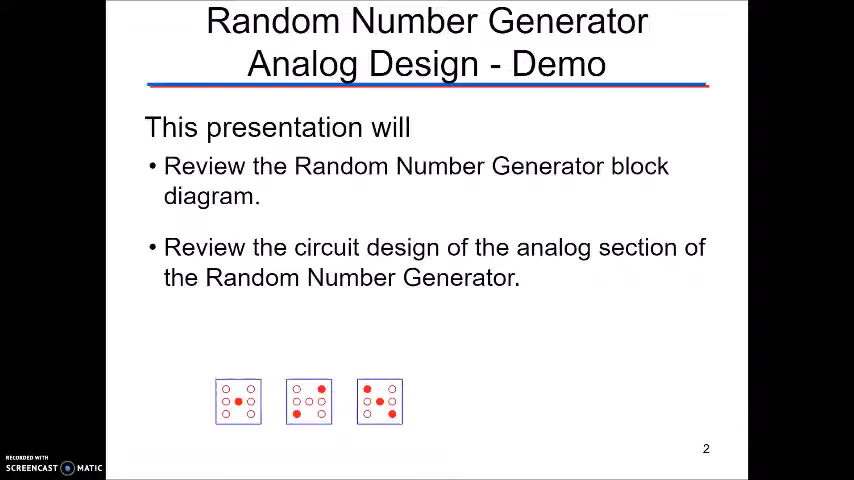 Random Number Generator
Analog Design - Demo
This presentation will
• Review the Random Number Generator block
diagram.
• Review the circuit design of the analog section of
the Random Number Generator.
2
RECORDED WITH
SCREENCAST MATIC